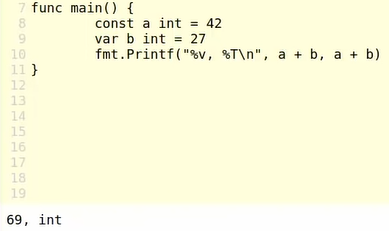 7 func main() {
8 const a int = 42
9 var b int = 27
10 fmt.Printf("%v, %T\n", a + b, a + b)
11 }
12
13
14
15
16
17
18
19
69, int